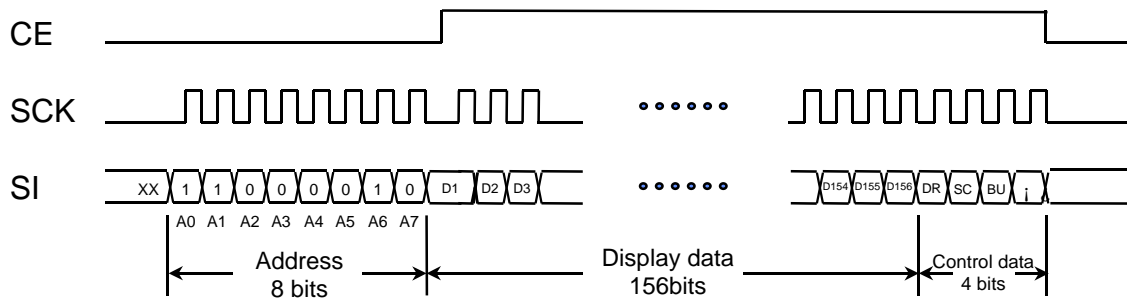 CE
SCK
SI
XX 1 1 0 0 0 0 1 0 D1 D2 D3 D154 D155 D156 DR SC BU ¡
A0 A1 A2 A3 A4 A5 A6 A7
Address
8 bits
Display data
156bits
Control data
4 bits